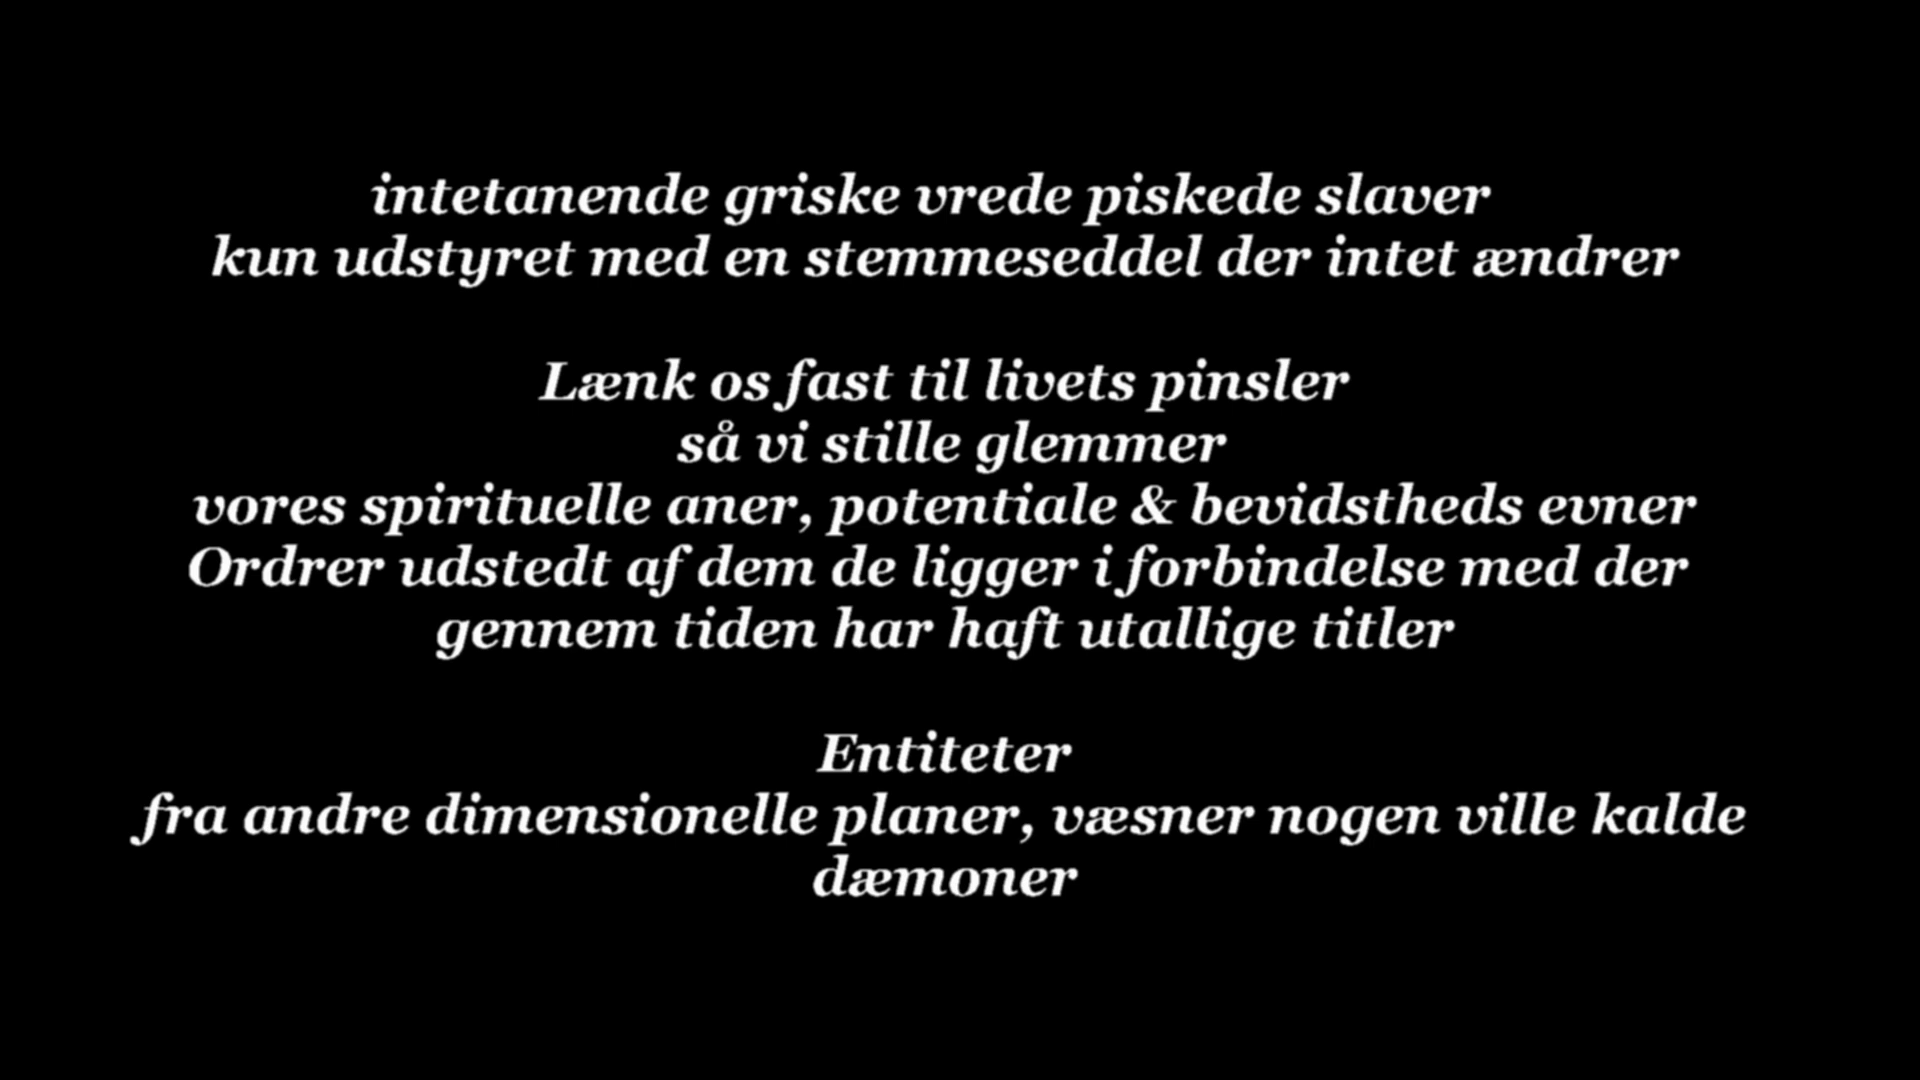 intetanende griske vrede piskede slaver
kun udstyret med en stemmeseddel der intet ændrer
Lænk os fast til livets pinsler
så vi stille glemmer
vores spirituelle aner, potentiale & bevidstheds evner
Ordrer udstedt af dem de ligger i forbindelse med der
gennem tiden har haft utallige titler
Entiteter
fra andre dimensionelle planer, væsner nogen ville kalde
dæmoner